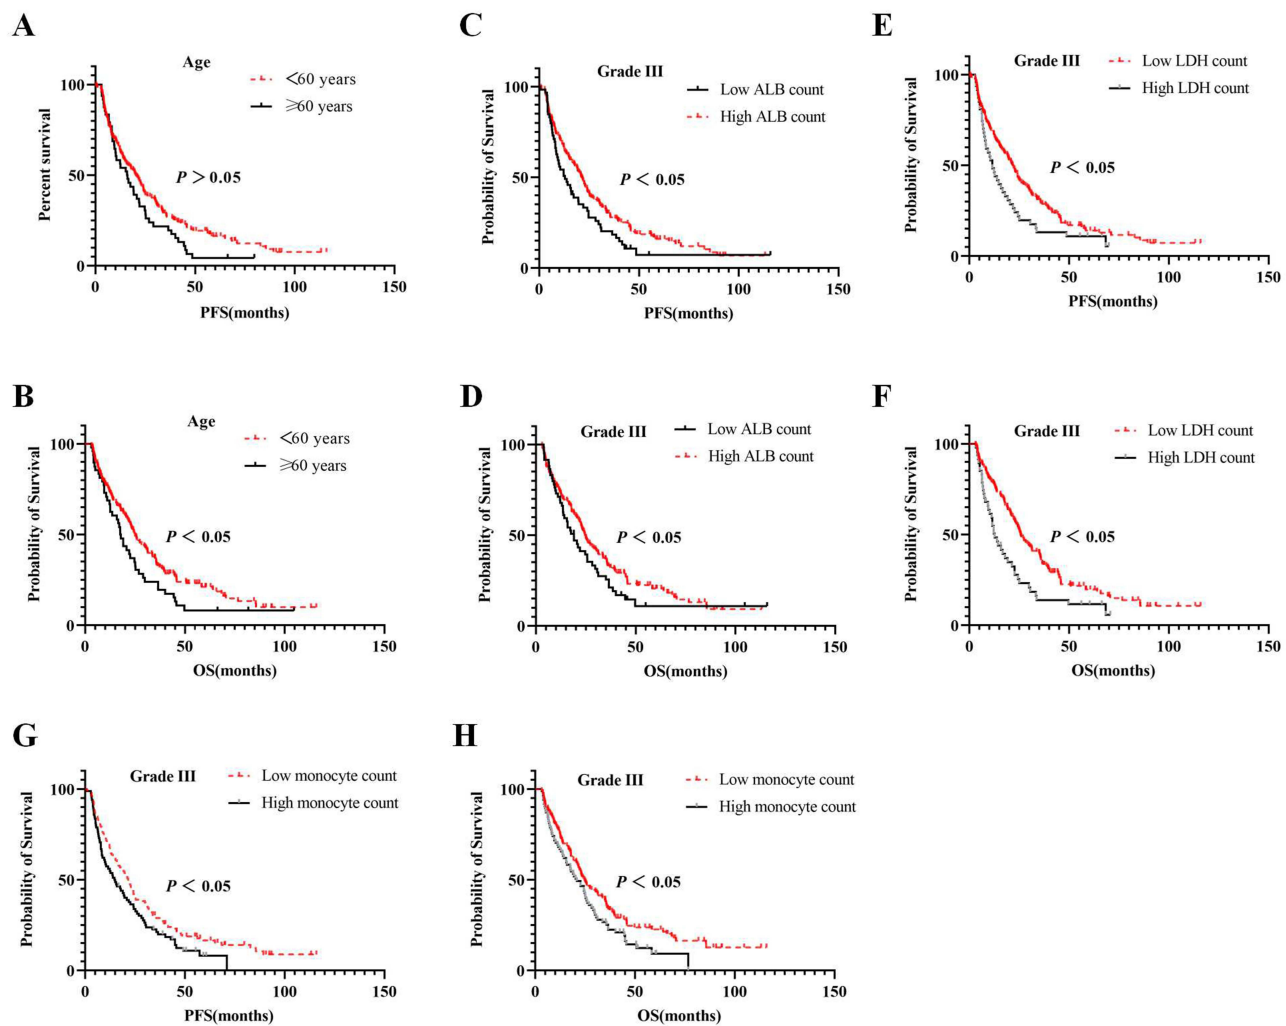 A
Age
<60 years
⩾60 years
P > 0.05
Percent survival
100
50
0
0 50 100 150
PFS(months)
C
Grade III
Low ALB count
High ALB count
P < 0.05
Probability of Survival
100
50
0
0 50 100 150
PFS(months)
E
Grade III
Low LDH count
High LDH count
P < 0.05
Probability of Survival
100
50
0
0 50 100 150
PFS(months)
B
Age
<60 years
⩾60 years
P < 0.05
Probability of Survival
100
50
0
0 50 100 150
OS(months)
D
Grade III
Low ALB count
High ALB count
P < 0.05
Probability of Survival
100
50
0
0 50 100 150
OS(months)
F
Grade III
Low LDH count
High LDH count
P < 0.05
Probability of Survival
100
50
0
0 50 100 150
OS(months)
G
Grade III
Low monocyte count
High monocyte count
P < 0.05
Probability of Survival
100
50
0
0 50 100 150
PFS(months)
H
Grade III
Low monocyte count
High monocyte count
P < 0.05
Probability of Survival
100
50
0
0 50 100 150
OS(months)